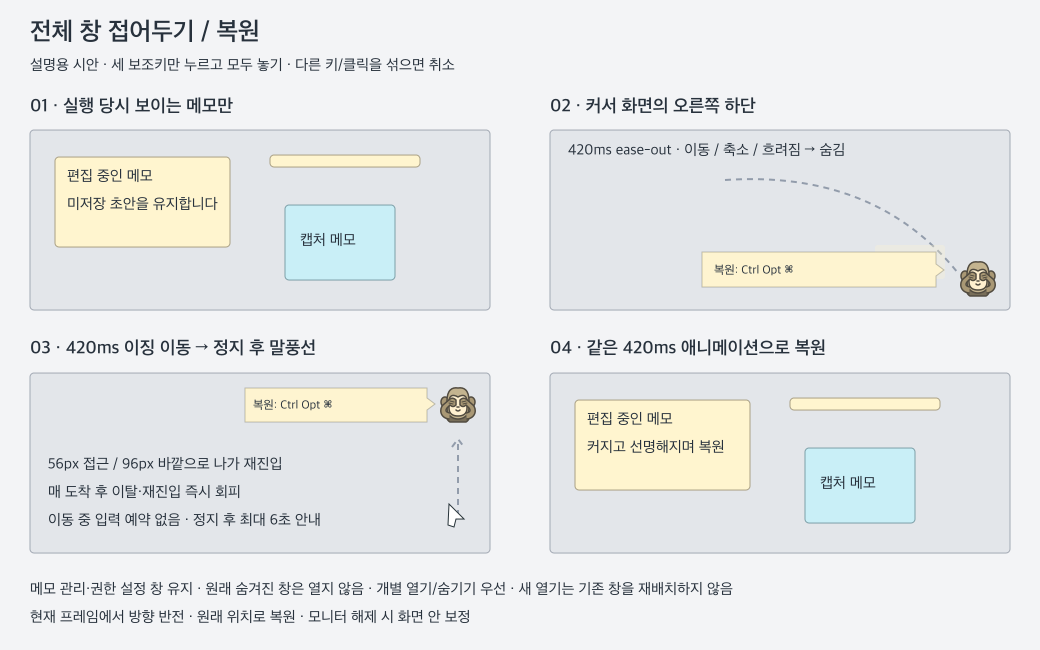 전체 창 접어두기 / 복원
설명용 시안 · 세 보조키만 누르고 모두 놓기 · 다른 키/클릭을 섞으면 취소
01 · 실행 당시 보이는 메모만
편집 중인 메모
미저장 초안을 유지합니다
캡처 메모
02 · 커서 화면의 오른쪽 하단
420ms ease-out · 이동 / 축소 / 흐려짐 → 숨김
복원: Ctrl Opt ⌘
03 · 420ms 이징 이동 → 정지 후 말풍선
복원: Ctrl Opt ⌘
56px 접근 / 96px 바깥으로 나가 재진입
매 도착 후 이탈·재진입 즉시 회피
이동 중 입력 예약 없음 · 정지 후 최대 6초 안내
04 · 같은 420ms 애니메이션으로 복원
편집 중인 메모
커지고 선명해지며 복원
캡처 메모
메모 관리·권한 설정 창 유지 · 원래 숨겨진 창은 열지 않음 · 개별 열기/숨기기 우선 · 새 열기는 기존 창을 재배치하지 않음
현재 프레임에서 방향 반전 · 원래 위치로 복원 · 모니터 해제 시 화면 안 보정